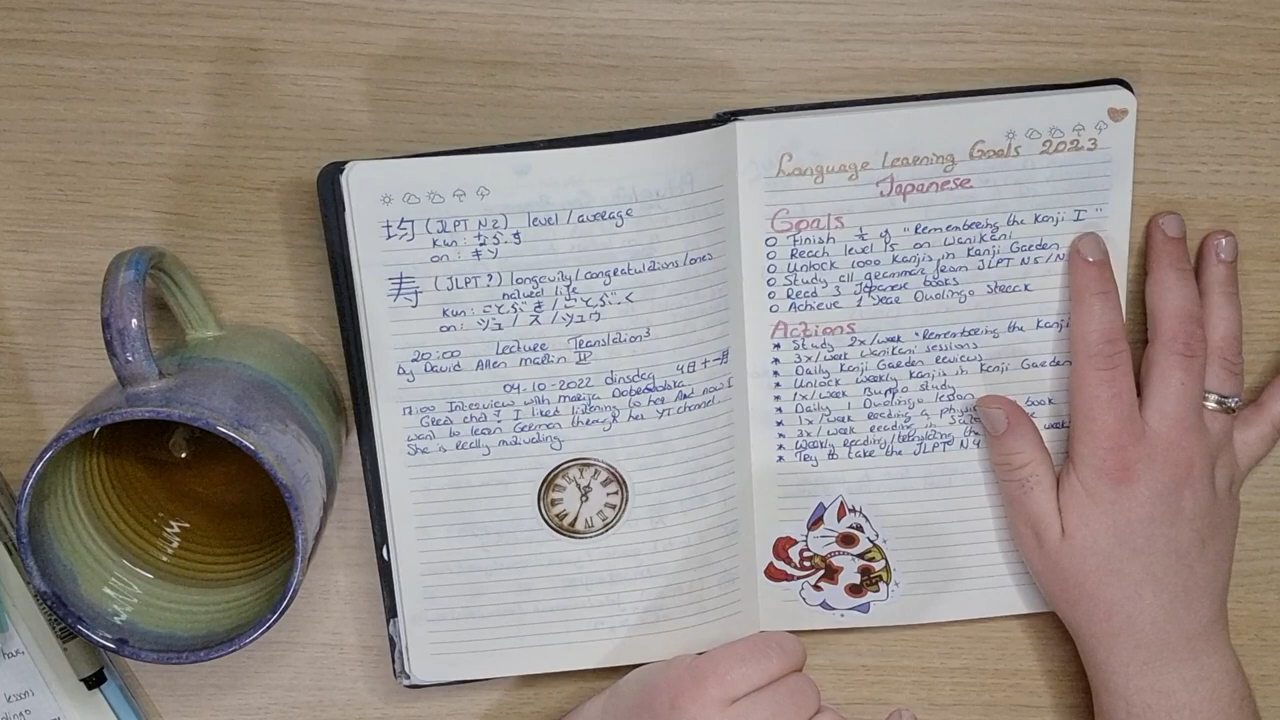 均 (JLPT N2) level / average
kun: なら.す
on: キン
寿 (JLPT ?) longevity / congratulations / one's
natural life
kun: ことぶき / ことぶ.く
on: ジュ / ス / シュウ
20:00 Lecture Translation³
by David Allen Martin II
04-10-2022 dinsdag 4日十一月
17:00 Interview with Marija
Great chat! I liked listening to her. And now I
want to learn German through her YT channel.
She is really motivating.
Language Learning Goals 2023
Japanese
Goals
o Finish ½ of "Remembering the Kanji I"
o Reach level 15 on WaniKani
o Unlock 1000 Kanjis in Kanji Garden
o Study all grammar from JLPT N5/N
o Read 3 Japanese books
o Achieve 1 Year Duolingo streak
Actions
* Study 2x/week "Remembering the Kanji
* 3x/week WaniKani sessions
* Daily Kanji Garden Reviews
* Unlock weekly Kanjis in Kanji Garden
* 1x/week Bunpo study
* Daily 1 Duolingo lesson
* 1x/week Reading a book
* 3x/week reading in
* Weekly reading/translating the week
* Try to take the JLPT N4
lessons